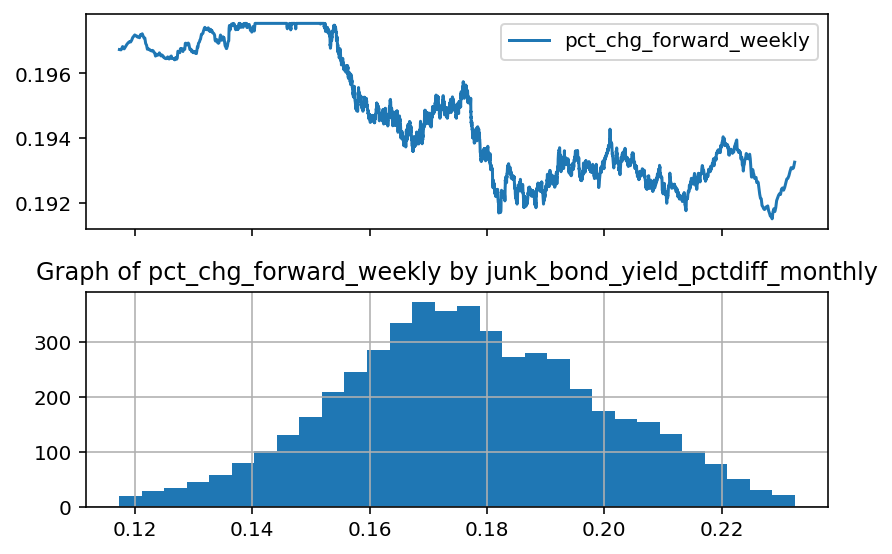 pct_chg_forward_weekly
0.196
0.194
0.192
Graph of pct_chg_forward_weekly by junk_bond_yield_pctdiff_monthly
300
200
100
0
0.12 0.14 0.16 0.18 0.20 0.22